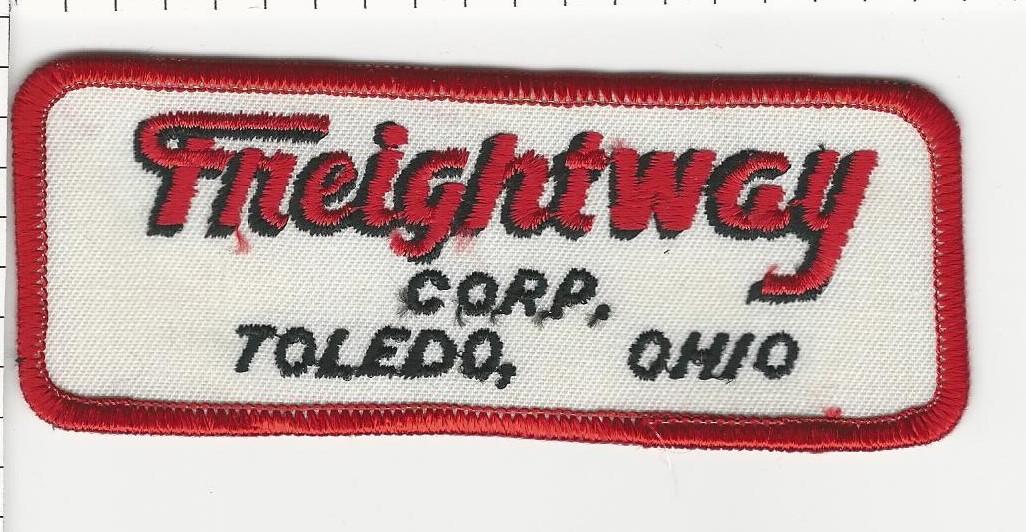 Freightway
CORP.
TOLEDO, OHIO